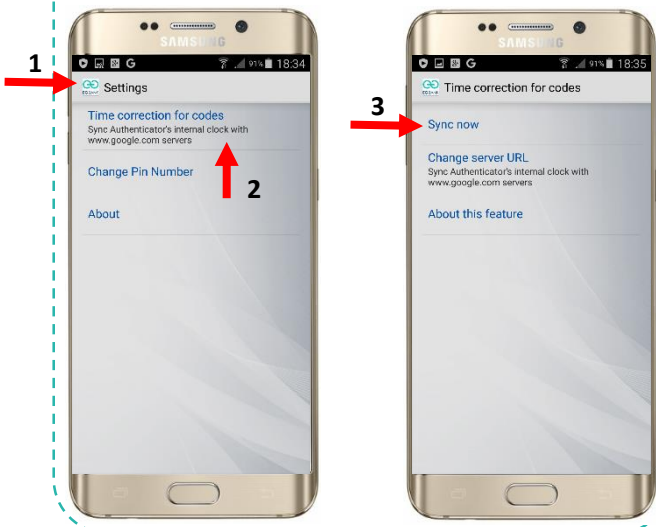 1
SAMSUNG
91% 18:34
Settings
Time correction for codes
Sync Authenticator's internal clock with
www.google.com servers
2
Change Pin Number
About
3
SAMSUNG
91% 18:35
Time correction for codes
Sync now
Change server URL
Sync Authenticator's internal clock with
www.google.com servers
About this feature